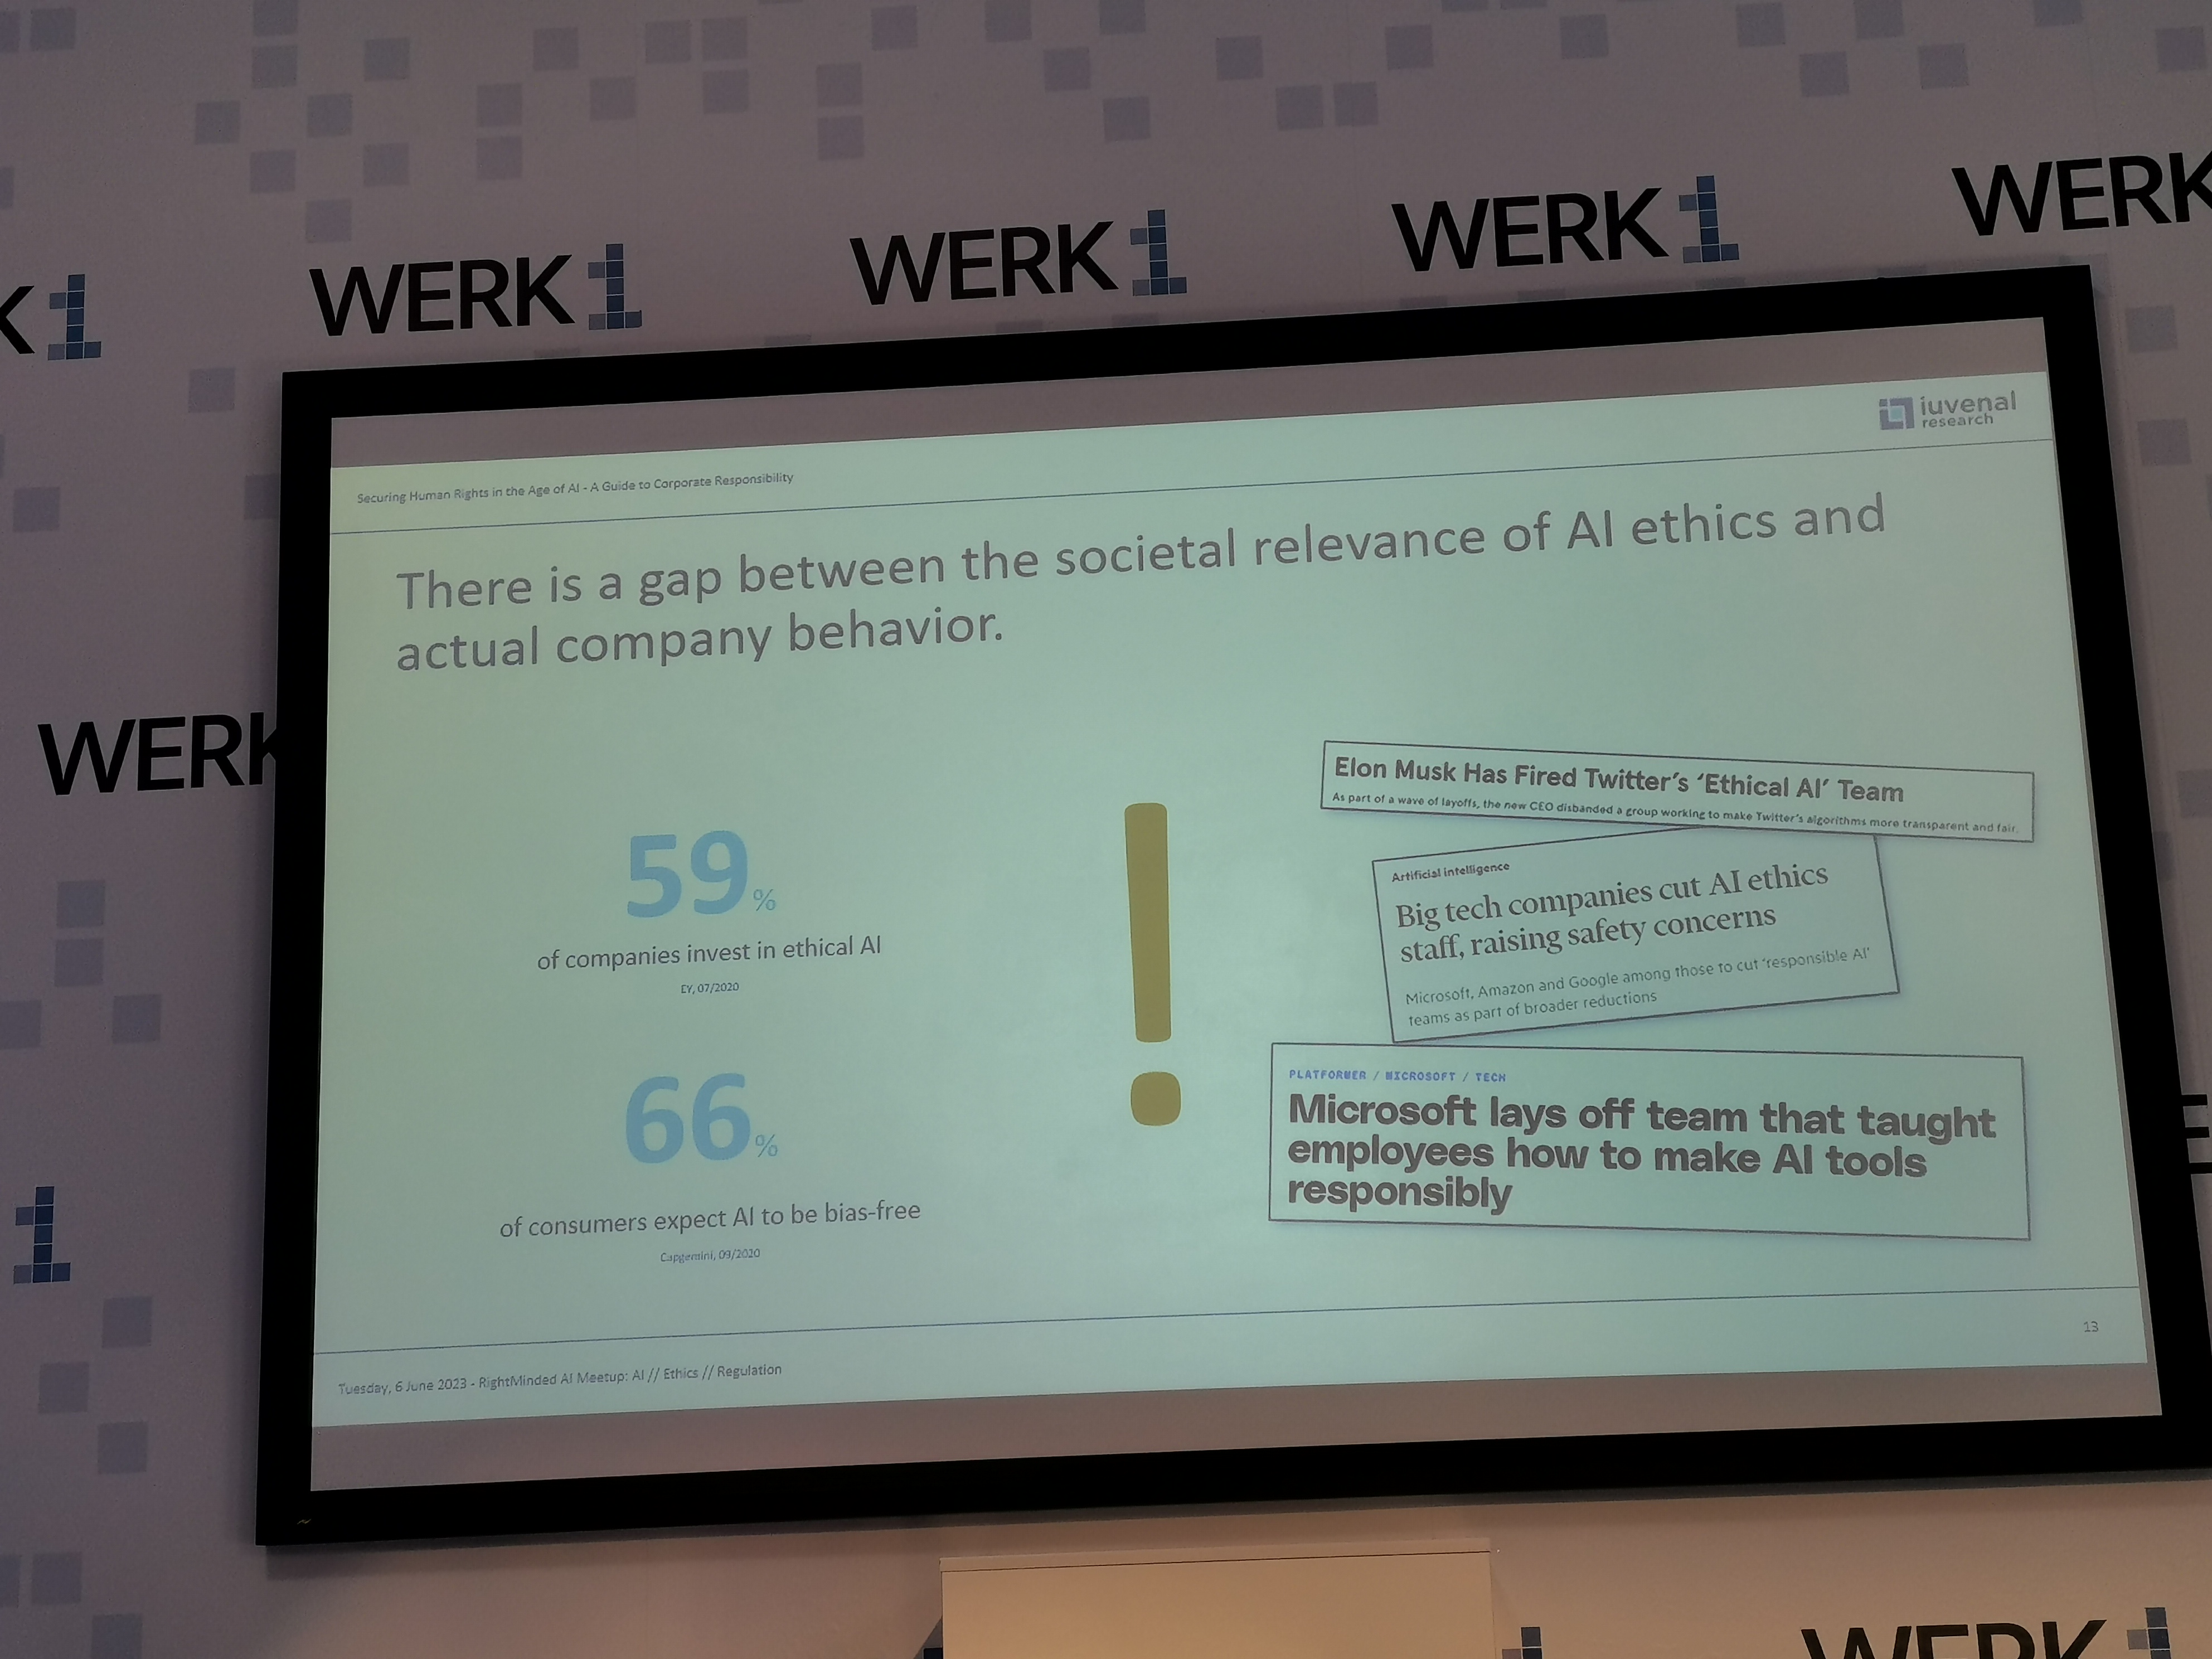 WERK1
WERK1
WERK1
WERK
K1
WERK
1
iuvenal
research
Securing Human Rights in the Age of AI - A Guide to Corporate Responsibility
There is a gap between the societal relevance of AI ethics and
actual company behavior.
59%
of companies invest in ethical AI
EY, 07/2020
66%
of consumers expect AI to be bias-free
Capgemini, 09/2020
!
Elon Musk Has Fired Twitter's ‘Ethical AI’ Team
As part of a wave of layoffs, the new CEO disbanded a group working to make Twitter's algorithms more transparent and fair.
Artificial intelligence
Big tech companies cut AI ethics
staff, raising safety concerns
Microsoft, Amazon and Google among those to cut ‘responsible AI’
teams as part of broader reductions
PLATFORMER / MICROSOFT / TECH
Microsoft lays off team that taught
employees how to make AI tools
responsibly
13
Tuesday, 6 June 2023 - RightMinded AI Meetup: AI // Ethics // Regulation
WERK1